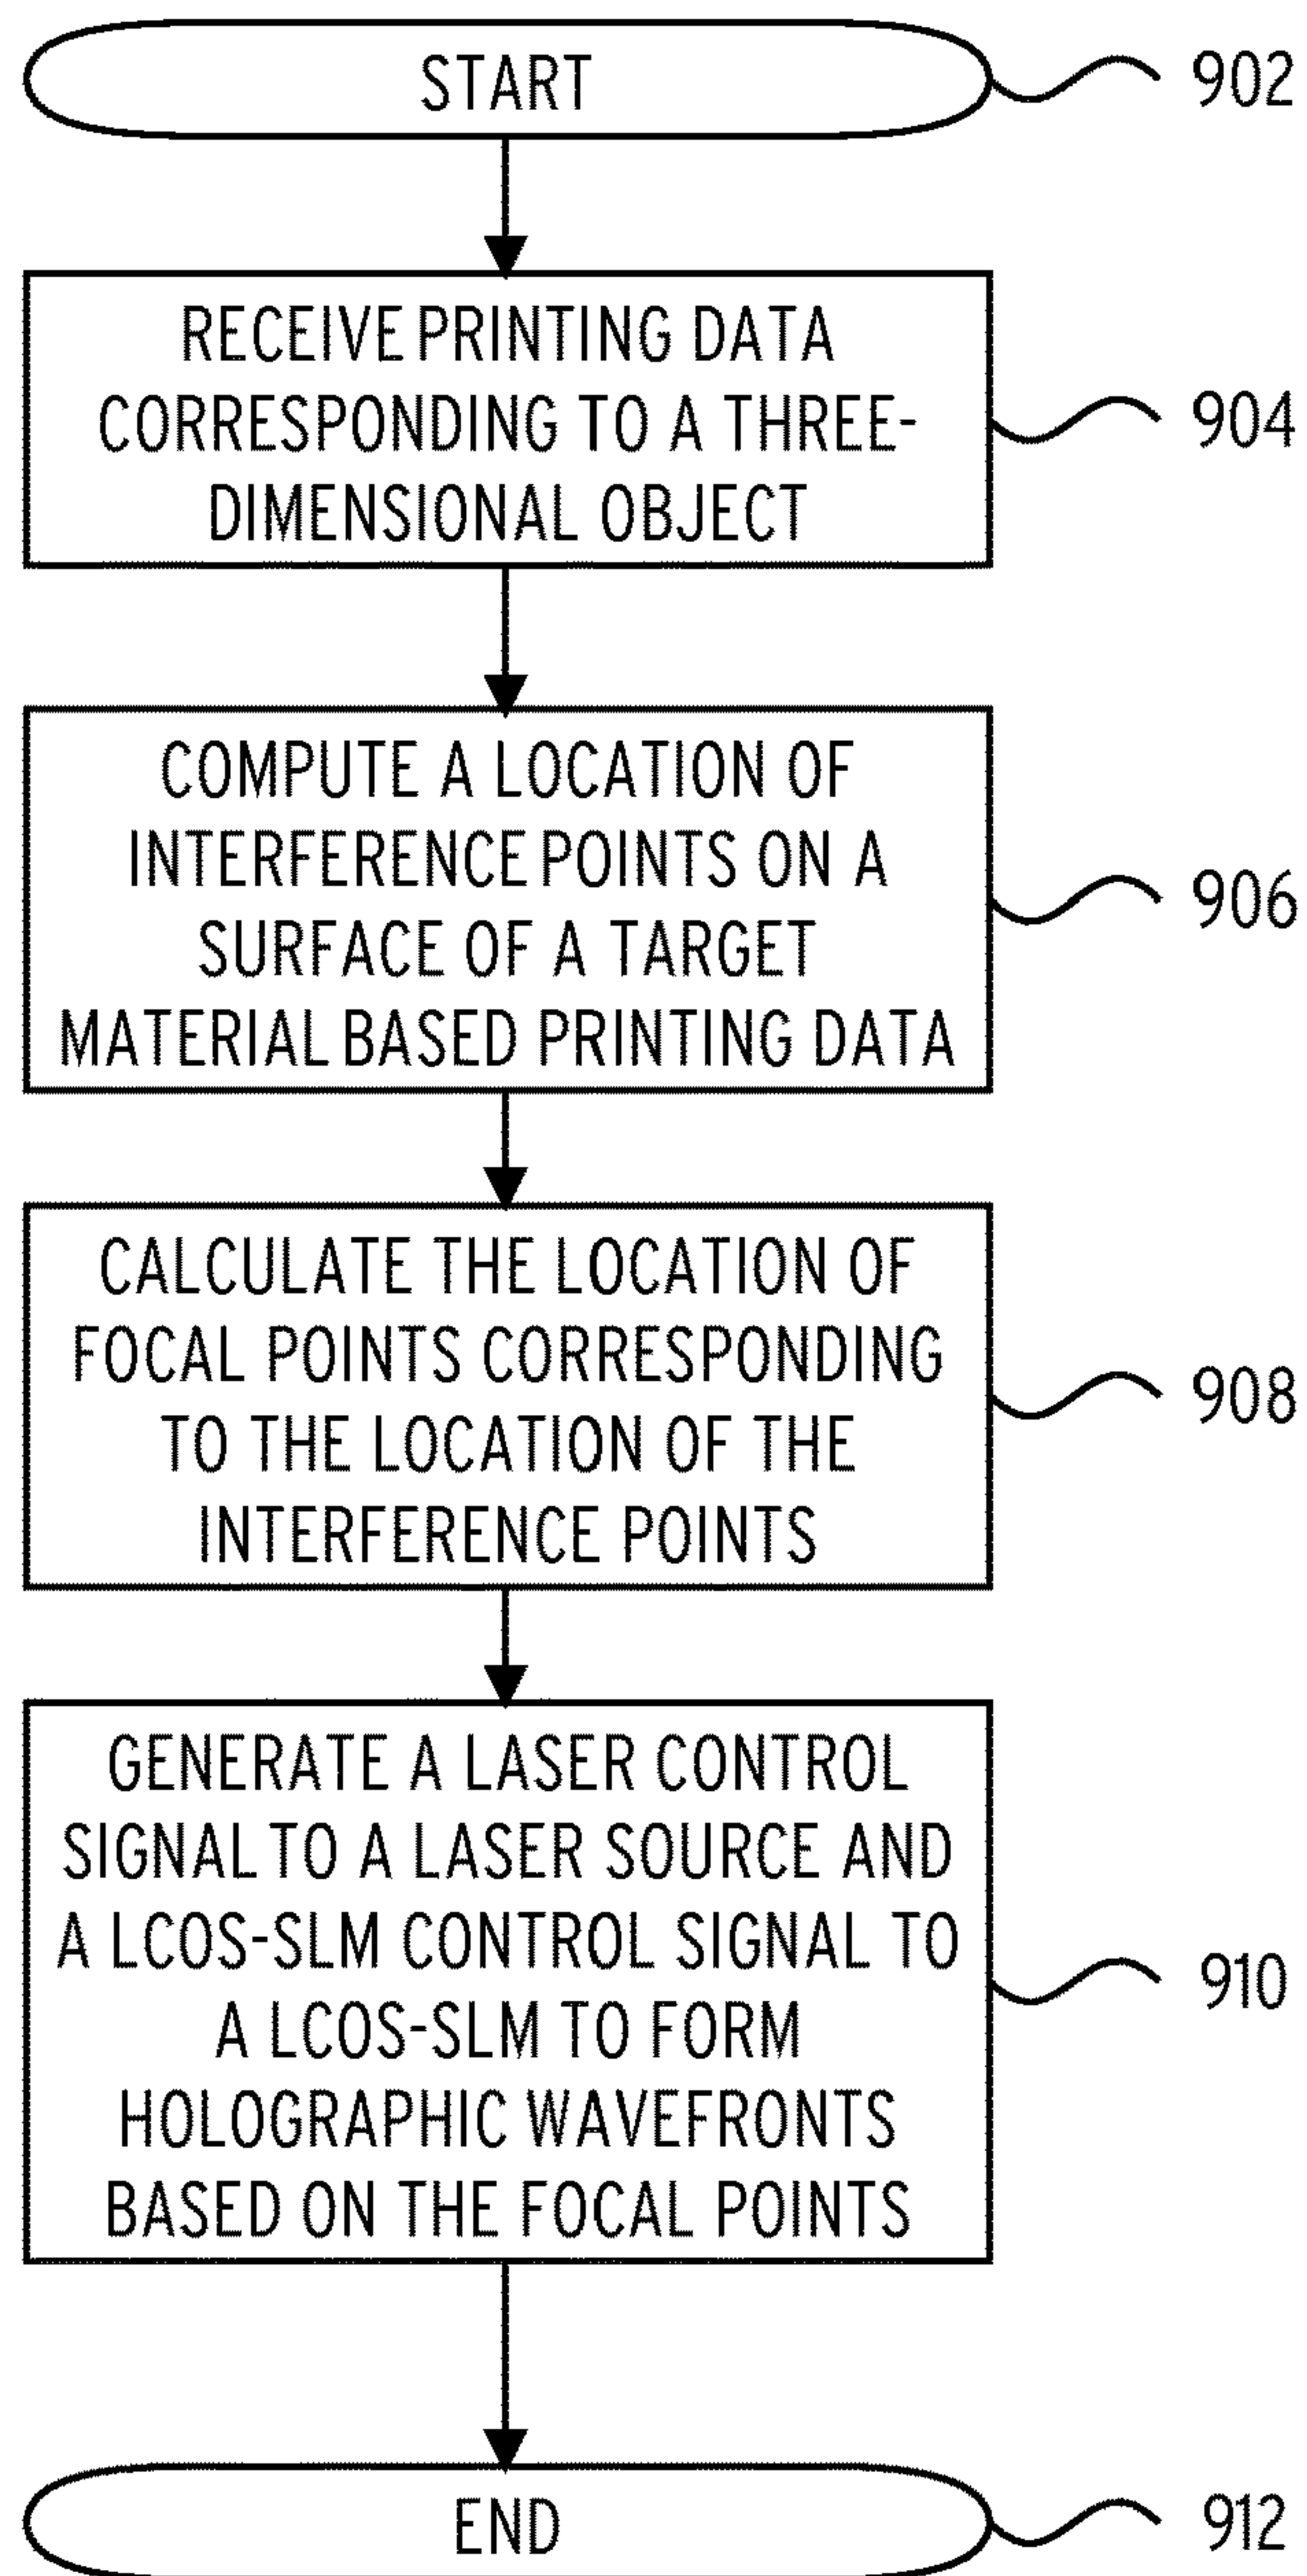 START
902
RECEIVE PRINTING DATA
CORRESPONDING TO A THREE-
DIMENSIONAL OBJECT
904
COMPUTE A LOCATION OF
INTERFERENCE POINTS ON A
SURFACE OF A TARGET
MATERIAL BASED PRINTING DATA
906
CALCULATE THE LOCATION OF
FOCAL POINTS CORRESPONDING
TO THE LOCATION OF THE
INTERFERENCE POINTS
908
GENERATE A LASER CONTROL
SIGNAL TO A LASER SOURCE AND
A LCOS-SLM CONTROL SIGNAL TO
A LCOS-SLM TO FORM
HOLOGRAPHIC WAVEFRONTS
BASED ON THE FOCAL POINTS
910
END
912